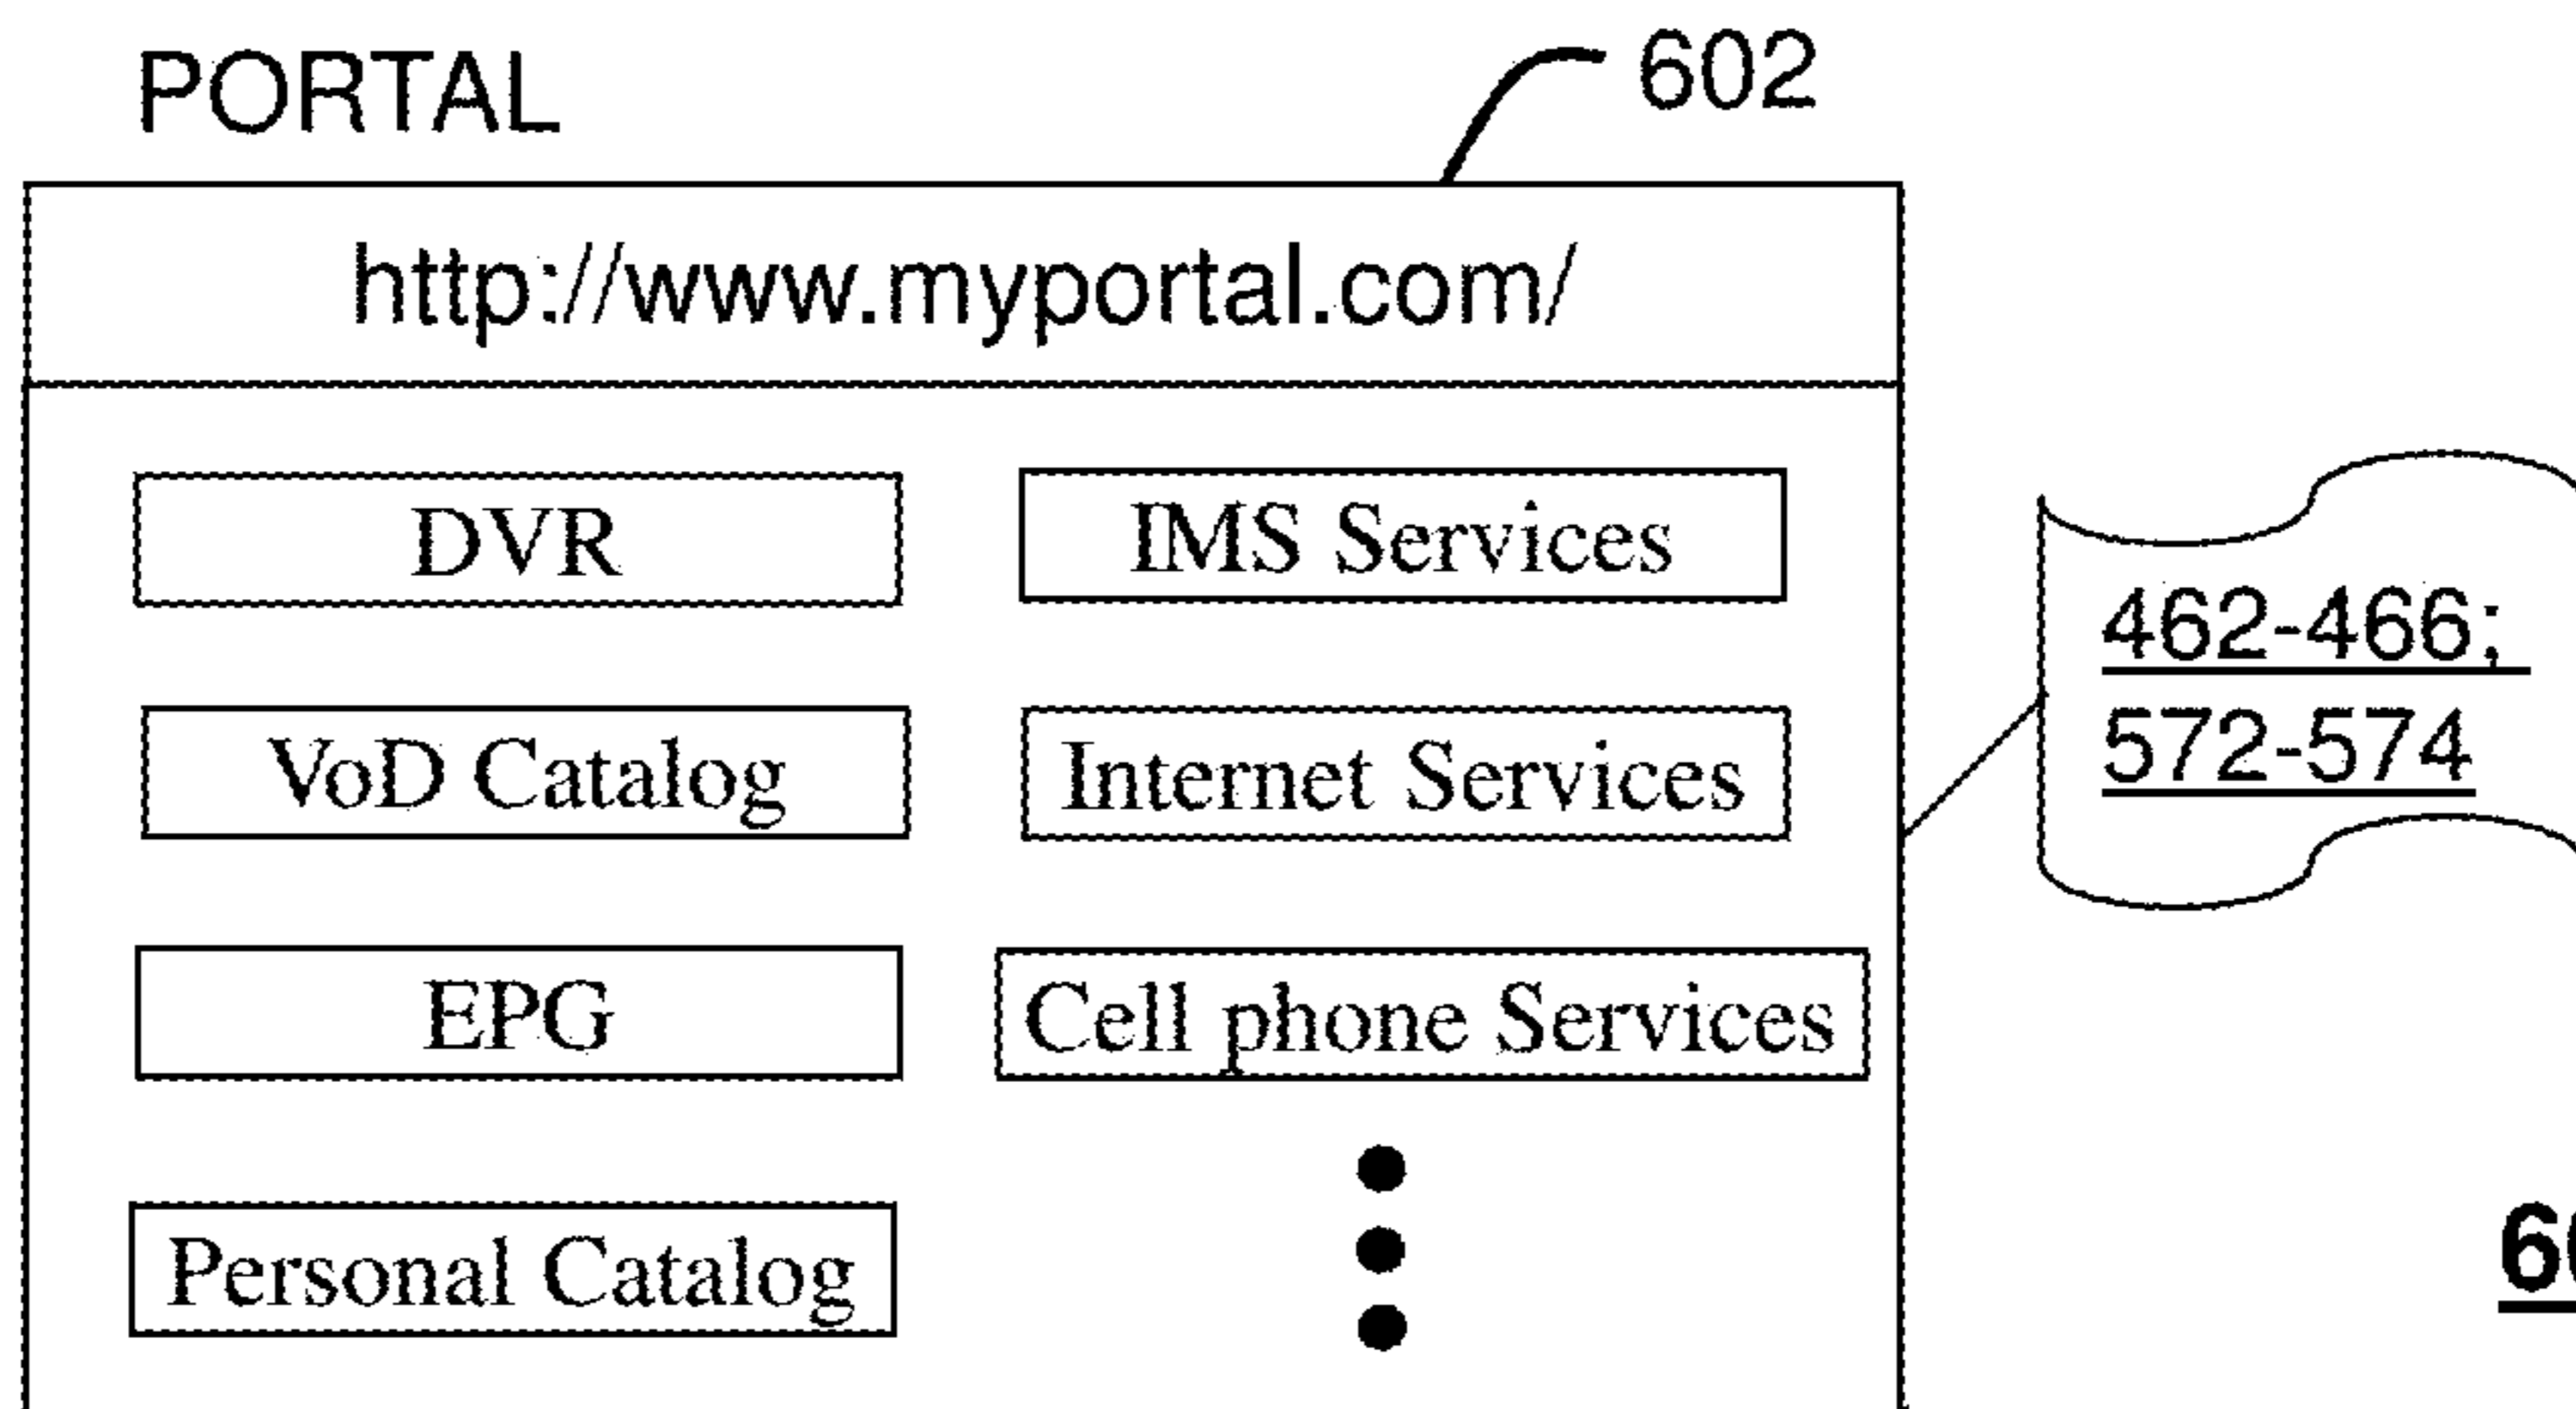 PORTAL
602
http://www.myportal.com/
DVR
IMS Services
462-466;
572-574
VoD Catalog
Internet Services
EPG
Cell phone Services
Personal Catalog